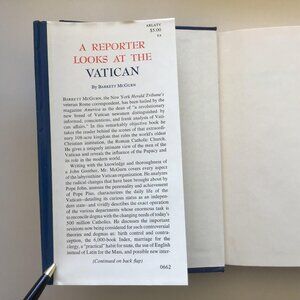 ARLATV
$5.00
A REPORTER
LOOKS AT THE
VATICAN
By BARRETT MCGURN
BARRETT MCGURN, the New York Herald Tribune's
veteran Rome correspondent, has been hailed by the
magazine America as the dean of "a revolutionary
new breed of Vatican newsmen distinguished by
informed, conscientious, and frank analysis of Vati-
can affairs." In this remarkably objective book he
takes the reader behind the scenes of that extraordi-
nary 108-acre kingdom that rules the world's oldest
Christian institution, the Roman Catholic Church.
He gives a uniquely intimate view of the men of the
Vatican and reveals the influence of the Papacy and
its role in the modern world.
Writing with the knowledge and thoroughness of
a John Gunther, Mr. McGurn covers every aspect
of the labyrinthine Vatican organization. He analyzes
the radical changes that have been brought about by
Pope John, assesses the personality and achievement
of Pope Pius, characterizes the daily life of the
Vatican—detailing its curious status as an indepen-
dent state—and vividly describes the exact operation
of the various departments whose enormous task is
to reconcile dogma with the changing needs of today's
500 million Catholics. He discusses the important
revisions now being considered for such controversial
theories and dogmas as: birth control and contra-
ception, the 6,000-book Index, marriage for the
clergy, a "practical" habit for nuns, the use of English
instead of Latin for the Mass, and possible new inter-
(Continued on back flap)
0662